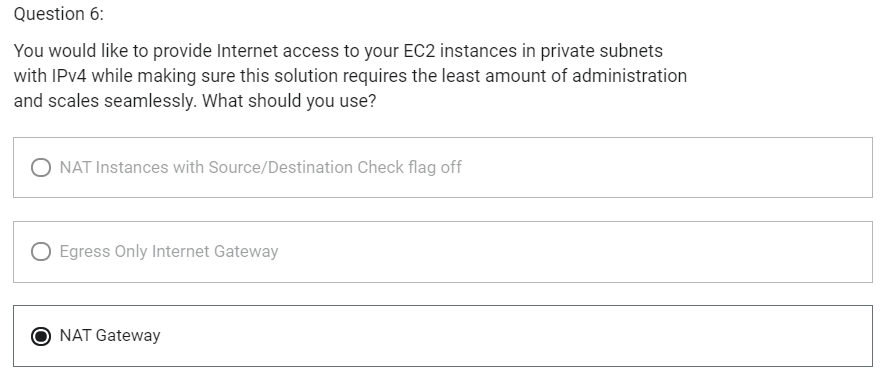 Question 6:
You would like to provide Internet access to your EC2 instances in private subnets
with IPv4 while making sure this solution requires the least amount of administration
and scales seamlessly. What should you use?
NAT Instances with Source/Destination Check flag off
Egress Only Internet Gateway
NAT Gateway